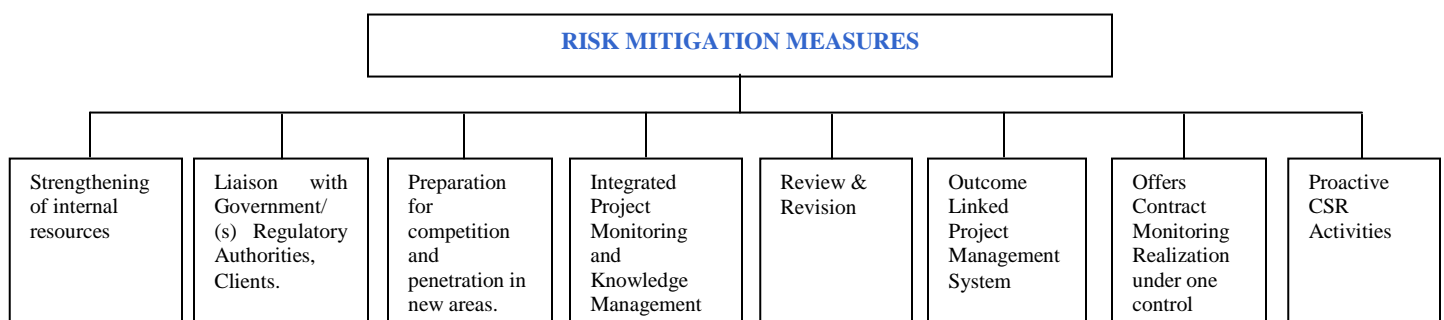 RISK MITIGATION MEASURES
Strengthening
of internal
resources
Liaison with
Government/
(s) Regulatory
Authorities,
Clients.
Preparation
for
competition
and
penetration in
new areas.
Integrated
Project
Monitoring
and
Knowledge
Management
Review &
Revision
Outcome
Linked
Project
Management
System
Offers
Contract
Monitoring
Realization
under one
control
Proactive
CSR
Activities